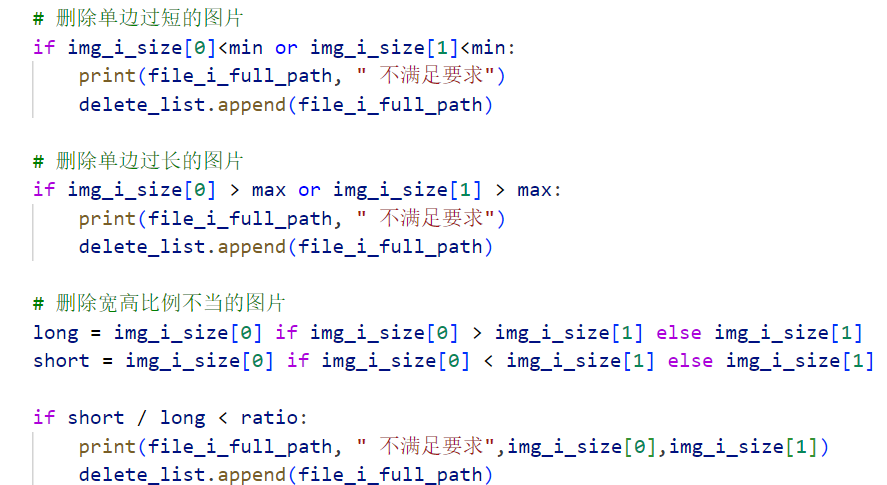 # 删除单边过短的图片
if img_i_size[0]<min or img_i_size[1]<min:
    print(file_i_full_path, " 不满足要求")
    delete_list.append(file_i_full_path)

# 删除单边过长的图片
if img_i_size[0] > max or img_i_size[1] > max:
    print(file_i_full_path, " 不满足要求")
    delete_list.append(file_i_full_path)

# 删除宽高比例不当的图片
long = img_i_size[0] if img_i_size[0] > img_i_size[1] else img_i_size[1]
short = img_i_size[0] if img_i_size[0] < img_i_size[1] else img_i_size[1]

if short / long < ratio:
    print(file_i_full_path, " 不满足要求",img_i_size[0],img_i_size[1])
    delete_list.append(file_i_full_path)